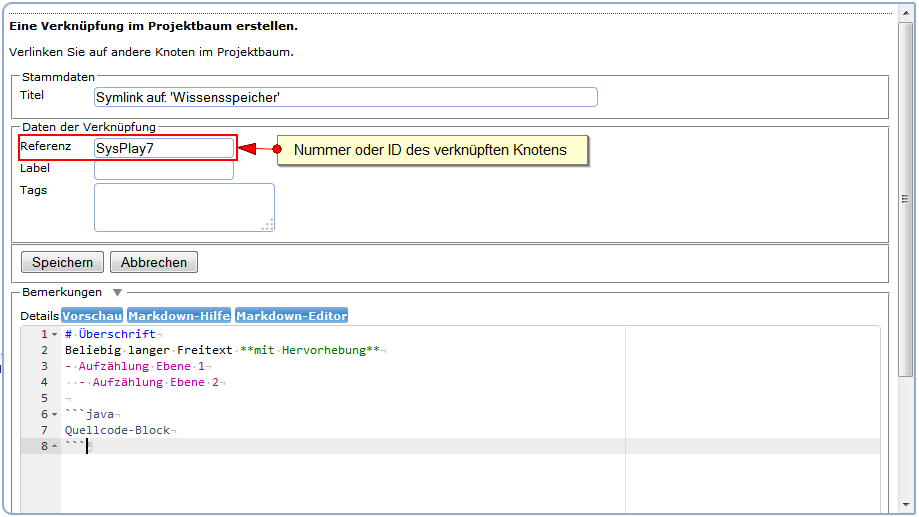 Eine Verknüpfung im Projektbaum erstellen.
Verlinken Sie auf andere Knoten im Projektbaum.
Stammdaten
Titel Symlink auf: 'Wissensspeicher'
Daten der Verknüpfung
Referenz SysPlay7 Nummer oder ID des verknüpften Knotens
Label
Tags
Speichern Abbrechen
Bemerkungen
Details Vorschau Markdown-Hilfe Markdown-Editor
1 # Überschrift
2 Beliebig langer Freitext **mit Hervorhebung**
3 - Aufzählung Ebene 1
4 - Aufzählung Ebene 2
5
6 ```java
7 Quellcode-Block
8 ```